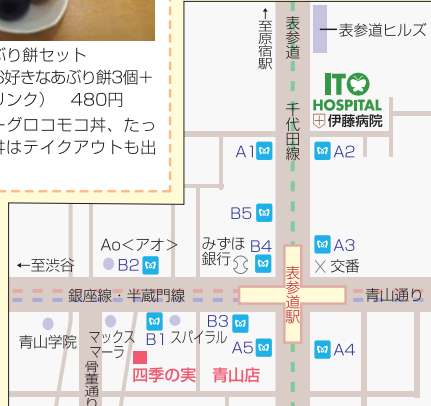 ぶり餅セット
お好きなあぶり餅3個＋
リンク） 480円
ーグロコモコ丼、たっ
丼はテイクアウトも出
←至原宿駅
表参道
表参道ヒルズ
千代田線
ITO
HOSPITAL
伊藤病院
A1
A2
B5
Ao＜アオ＞
みずほ
銀行
B4
A3
←至渋谷
B2
交番
表参道駅
銀座線・半蔵門線
青山通り
青山学院
マックス
マーラ
B1
スパイラル
B3
A5
A4
骨董通り
四季の実 青山店